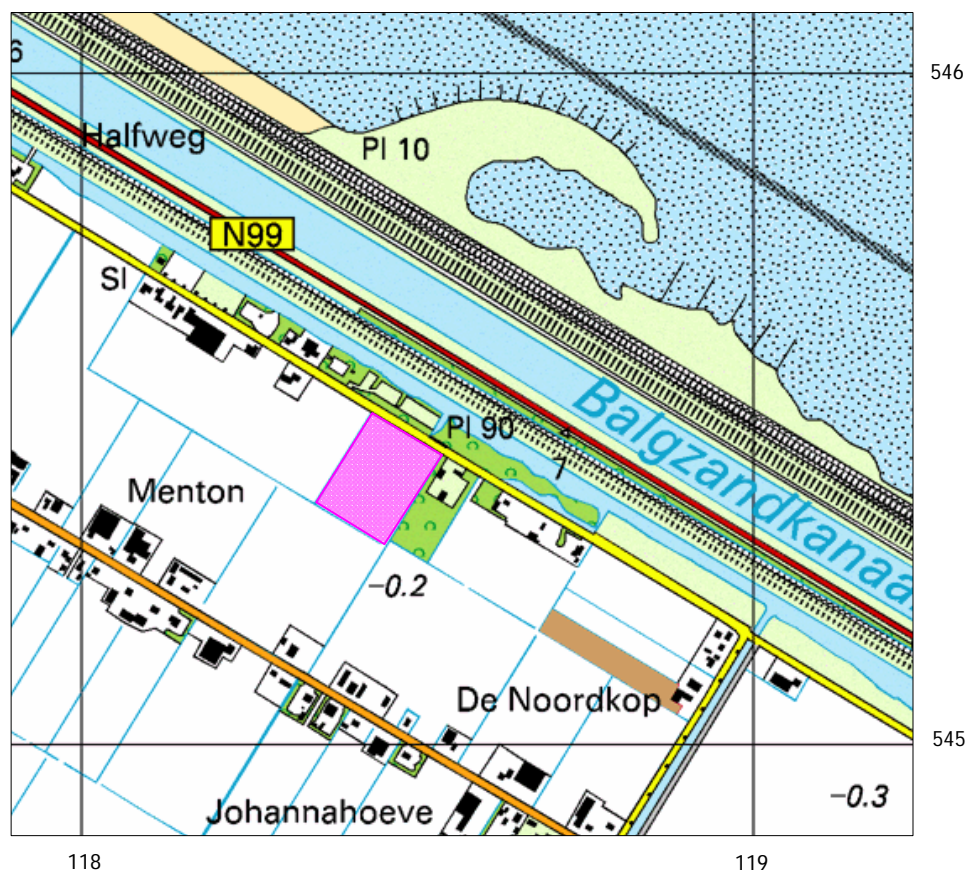 6
546
Halfweg
Pl 10
N99
Sl
Balgzandkanaa
Pl 90
1
Menton
-0.2
De Noordkop
545
-0.3
Johannahoeve
118
119